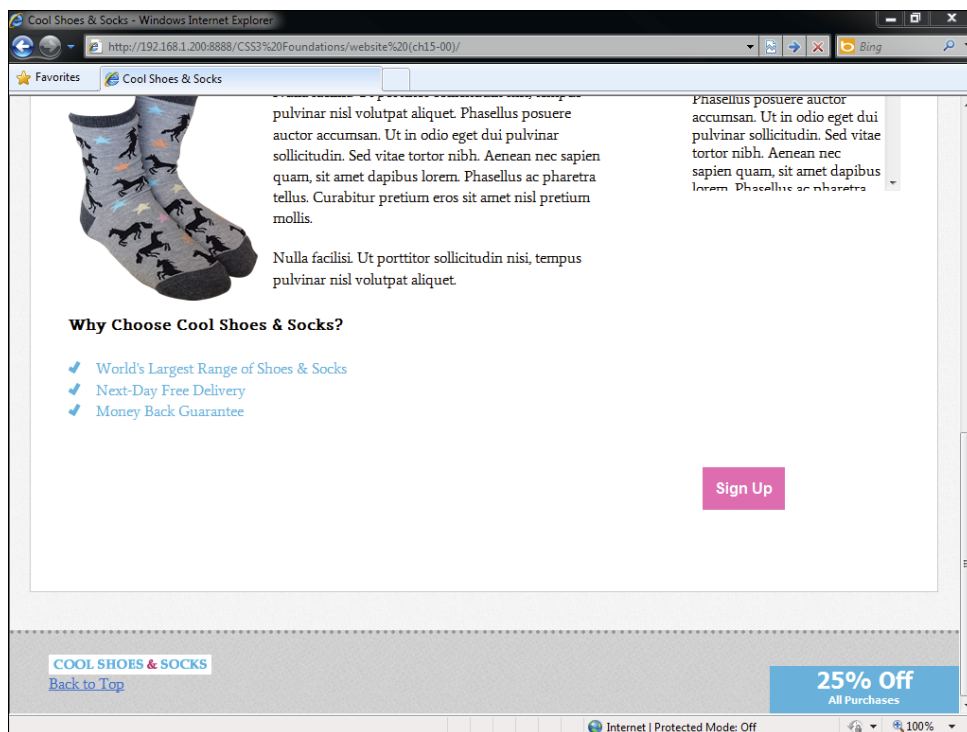 Cool Shoes & Socks - Windows Internet Explorer
http://192.168.1.200:8888/CSS3%20Foundations/website%20(ch15-00)/
Bing
Favorites
Cool Shoes & Socks
pulvinar nisl volutpat aliquet. Phasellus posuere
auctor accumsan. Ut in odio eget dui pulvinar
sollicitudin. Sed vitae tortor nibh. Aenean nec sapien
quam, sit amet dapibus lorem. Phasellus ac pharetra
tellus. Curabitur pretium eros sit amet nisl pretium
mollis.
Nulla facilisi. Ut porttitor sollicitudin nisi, tempus
pulvinar nisl volutpat aliquet.
Phasellus posuere auctor
accumsan. Ut in odio eget dui
pulvinar sollicitudin. Sed vitae
tortor nibh. Aenean nec
sapien quam, sit amet dapibus
lorem. Phasellus ac pharetra
Why Choose Cool Shoes & Socks?
World's Largest Range of Shoes & Socks
Next-Day Free Delivery
Money Back Guarantee
Sign Up
COOL SHOES & SOCKS
Back to Top
25% Off
All Purchases
Internet | Protected Mode: Off
100%